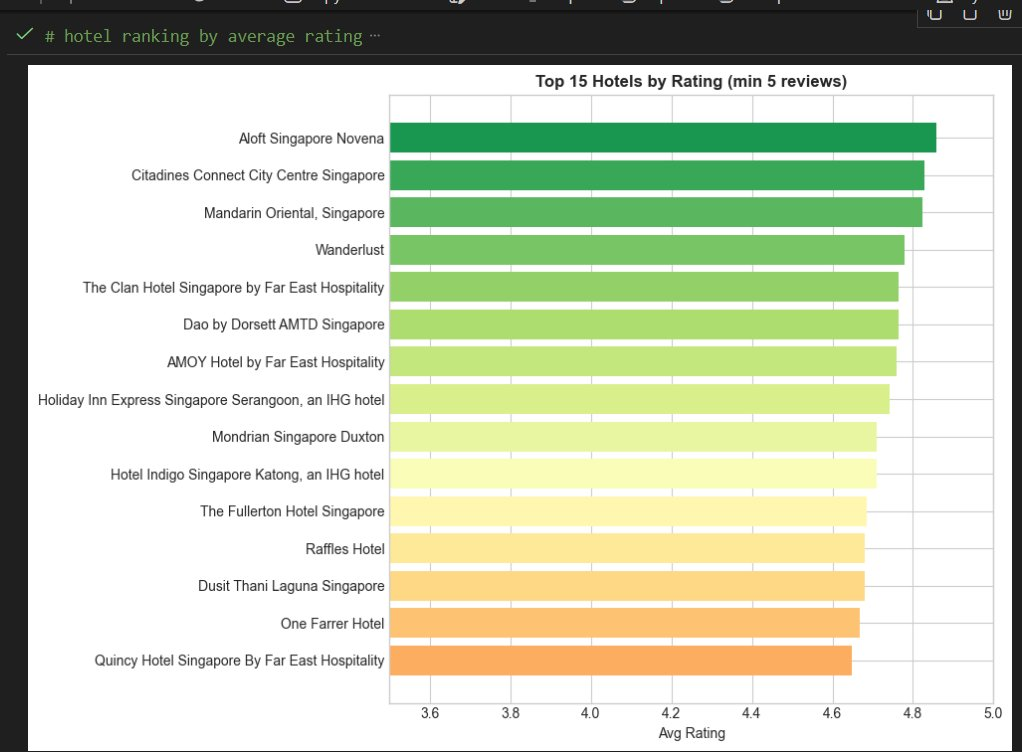 # hotel ranking by average rating ...
Top 15 Hotels by Rating (min 5 reviews)
Aloft Singapore Novena
Citadines Connect City Centre Singapore
Mandarin Oriental, Singapore
Wanderlust
The Clan Hotel Singapore by Far East Hospitality
Dao by Dorsett AMTD Singapore
AMOY Hotel by Far East Hospitality
Holiday Inn Express Singapore Serangoon, an IHG hotel
Mondrian Singapore Duxton
Hotel Indigo Singapore Katong, an IHG hotel
The Fullerton Hotel Singapore
Raffles Hotel
Dusit Thani Laguna Singapore
One Farrer Hotel
Quincy Hotel Singapore By Far East Hospitality
3.6 3.8 4.0 4.2 4.4 4.6 4.8 5.0
Avg Rating